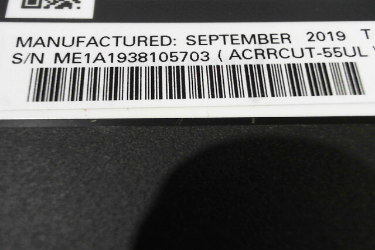 MANUFACTURED: SEPTEMBER 2019 T
S/N ME1A1938105703 ( ACRRCUT-55UL )